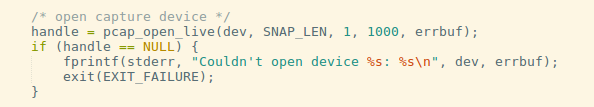 /* open capture device */
handle = pcap_open_live(dev, SNAP_LEN, 1, 1000, errbuf);
if (handle == NULL) {
    fprintf(stderr, "Couldn't open device %s: %s\n", dev, errbuf);
    exit(EXIT_FAILURE);
}